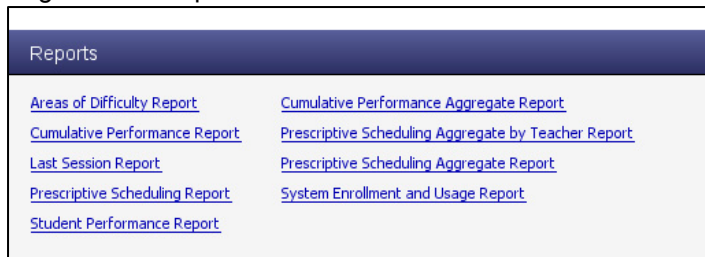 Reports
Areas of Difficulty Report
Cumulative Performance Report
Last Session Report
Prescriptive Scheduling Report
Student Performance Report
Cumulative Performance Aggregate Report
Prescriptive Scheduling Aggregate by Teacher Report
Prescriptive Scheduling Aggregate Report
System Enrollment and Usage Report